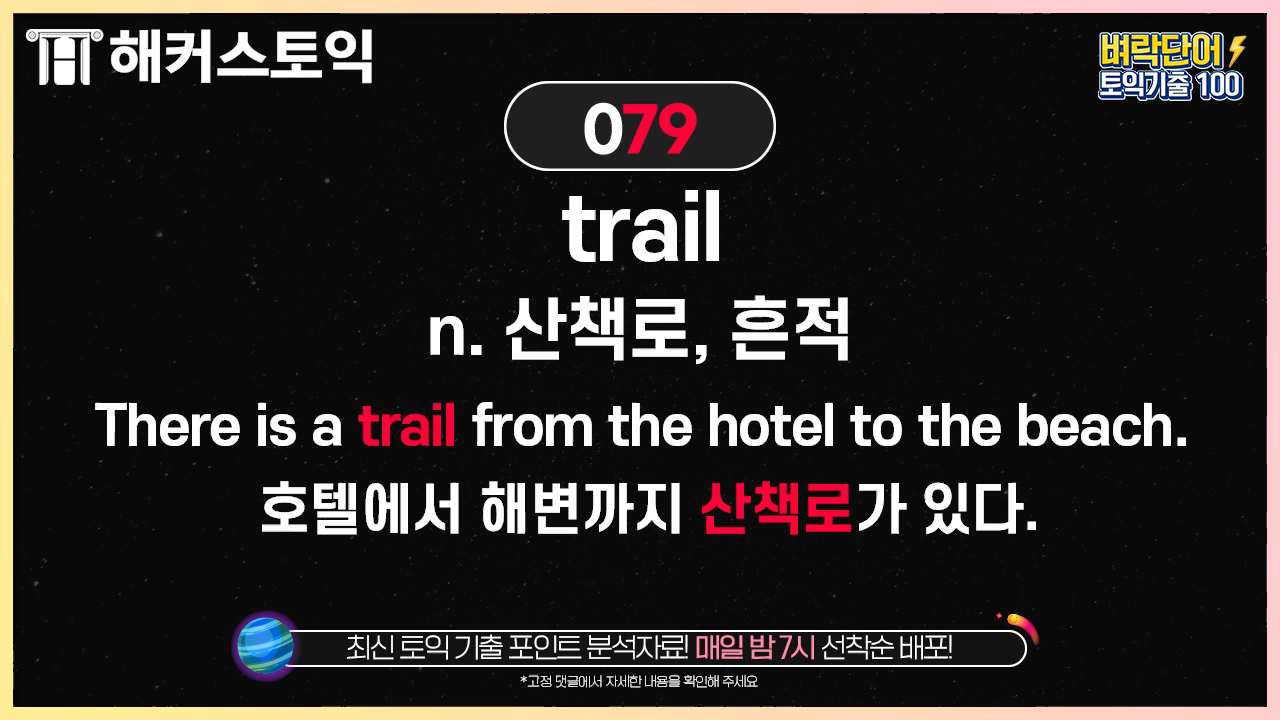 해커스토익
벼락단어
토익기출 100
079
trail
n. 산책로, 흔적
There is a trail from the hotel to the beach.
호텔에서 해변까지 산책로가 있다.
최신 토익 기출 포인트 분석자료! 매일 밤 7시 선착순 배포!
*고정 댓글에서 자세한 내용을 확인해 주세요